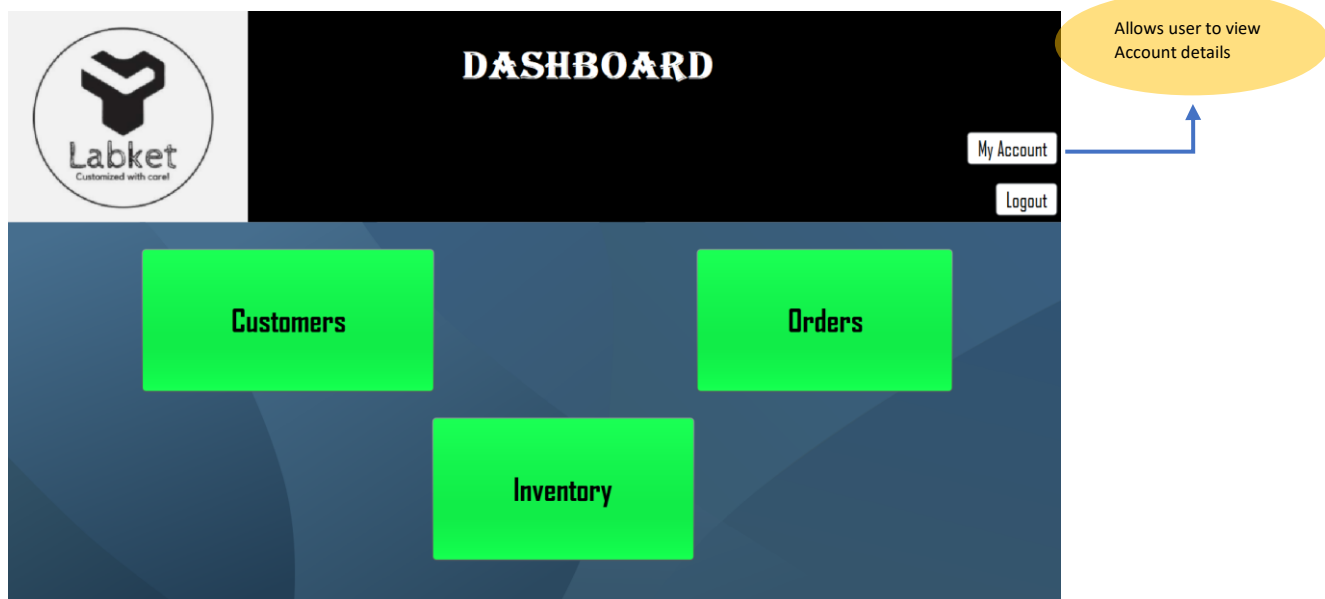 DASHBOARD
Allows user to view
Account details
Labket
Customized with care!
My Account
Logout
Customers
Orders
Inventory